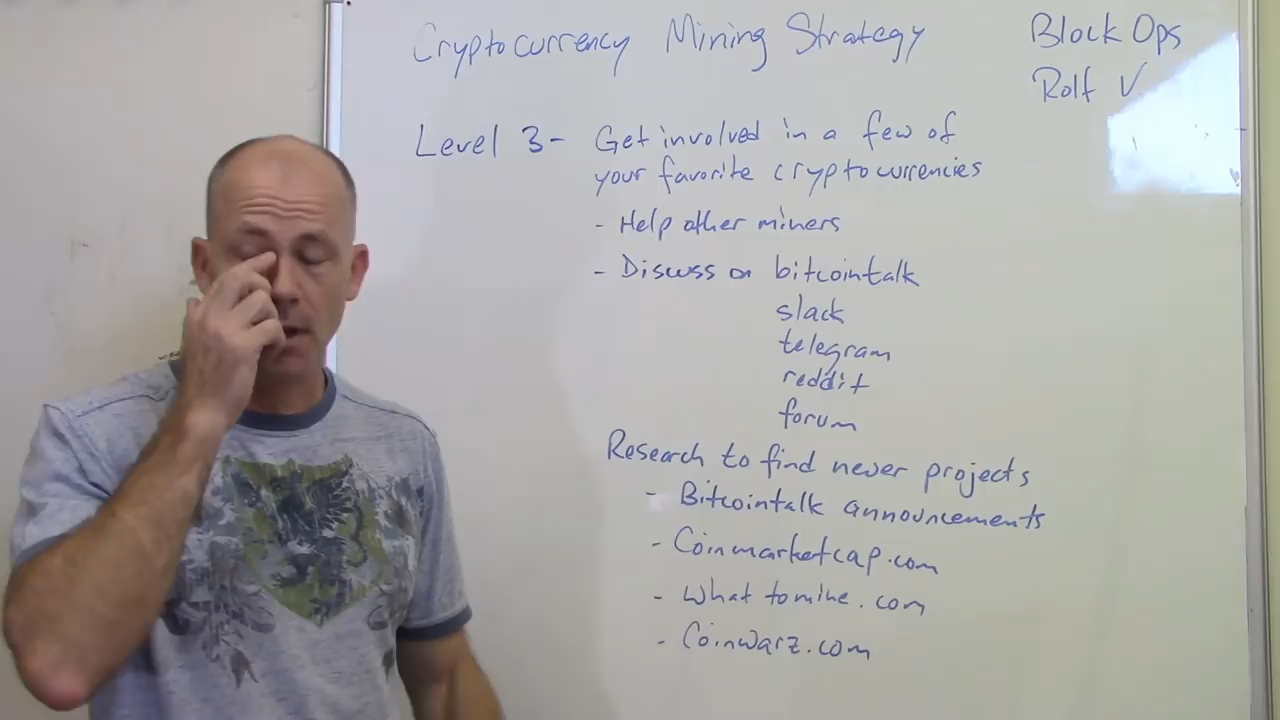 Cryptocurrency Mining Strategy
Block Ops
Rolf V.
Level 3 - Get involved in a few of
your favorite cryptocurrencies
- Help other miners
- Discuss on bitcointalk
slack
telegram
reddit
forum
Research to find newer projects
- Bitcointalk announcements
- Coinmarketcap.com
- Whattomine.com
- Coinwarz.com